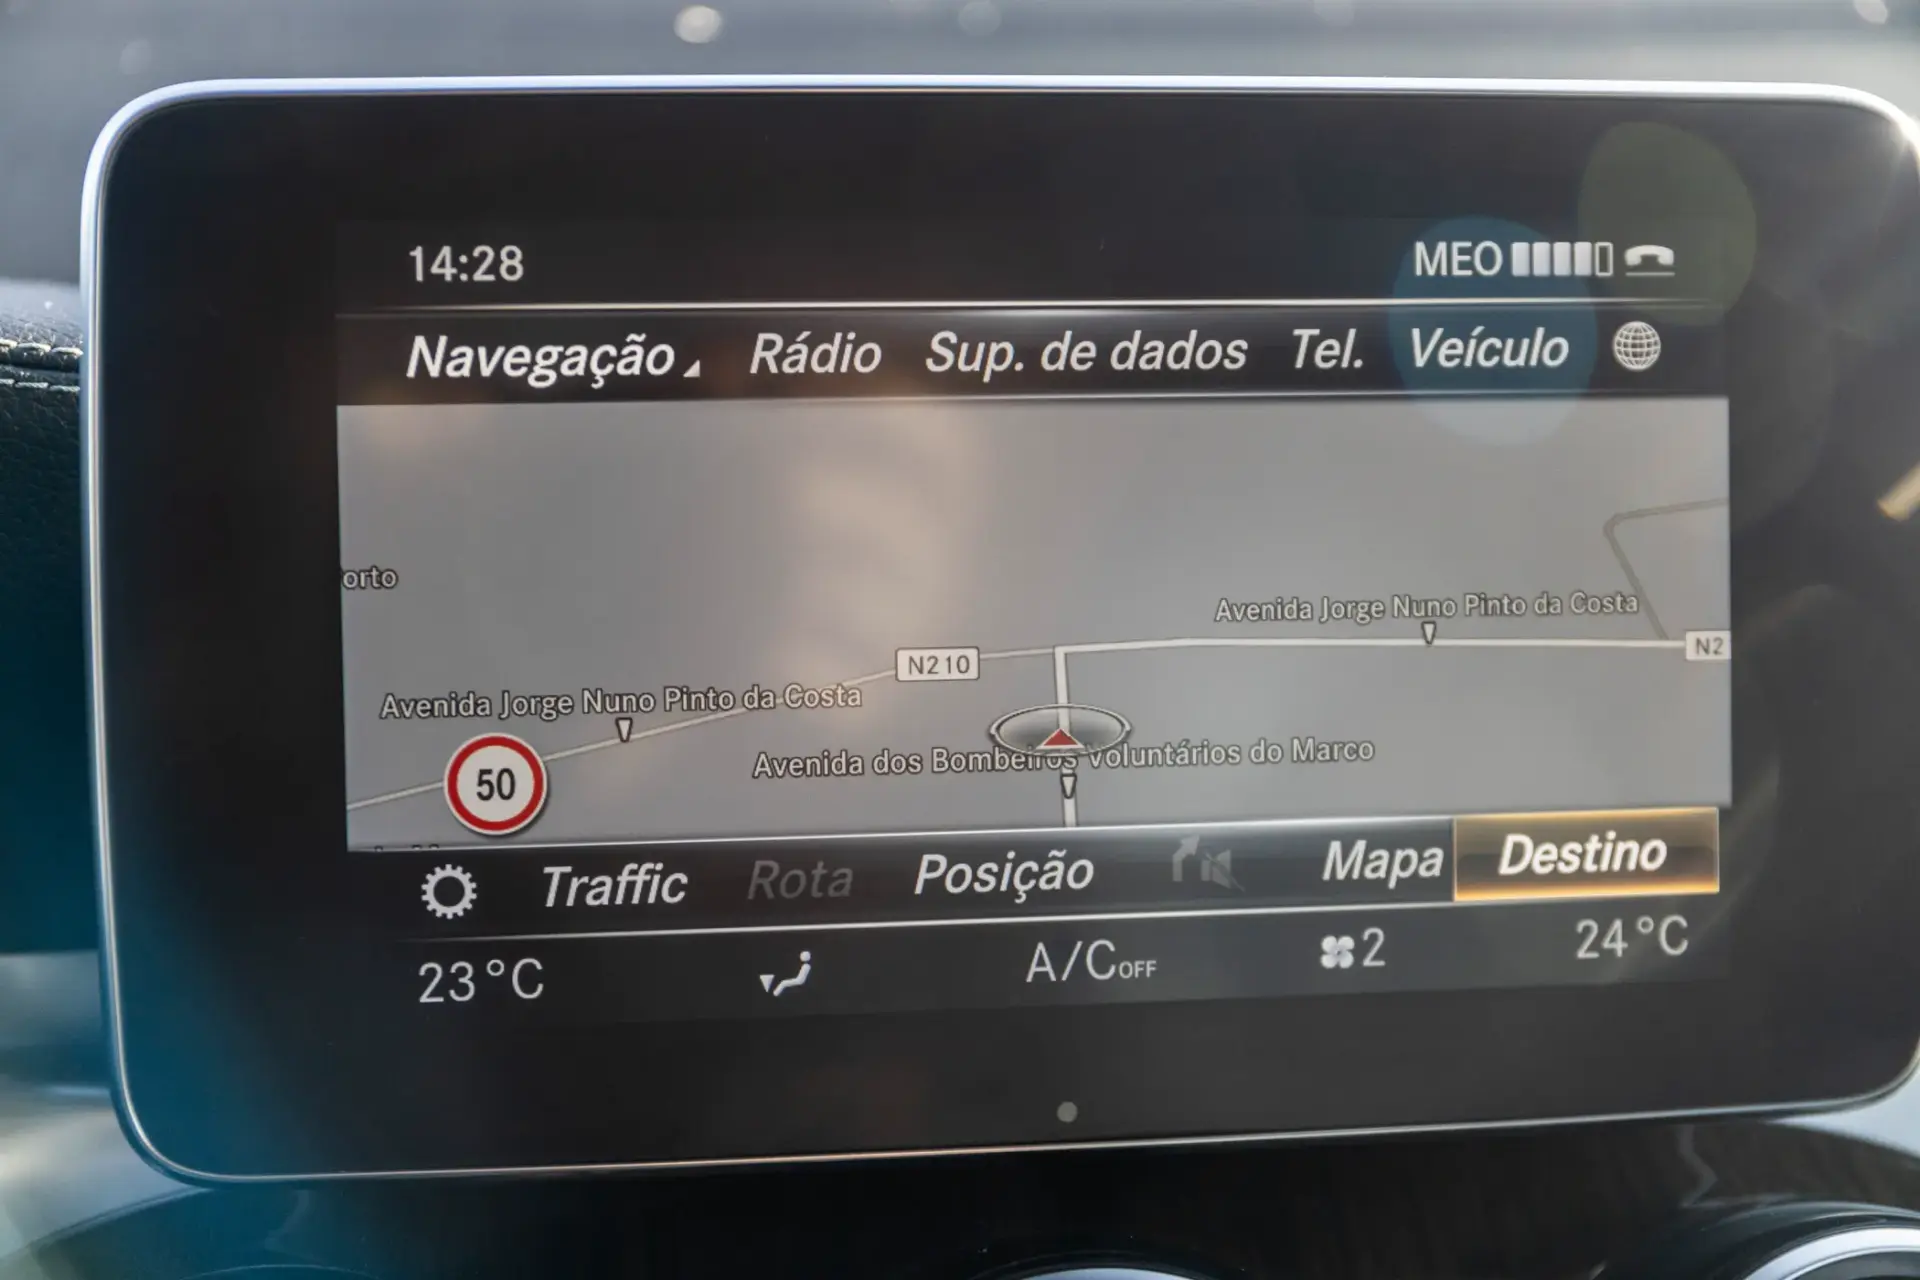 14:28 MEO
Navegação Rádio Sup. de dados Tel. Veículo
orto
Avenida Jorge Nuno Pinto da Costa
N2
N210
Avenida Jorge Nuno Pinto da Costa
Avenida dos Bombeiros Voluntários do Marco
50
Traffic Rota Posição Mapa Destino
23°C A/C OFF 2 24°C